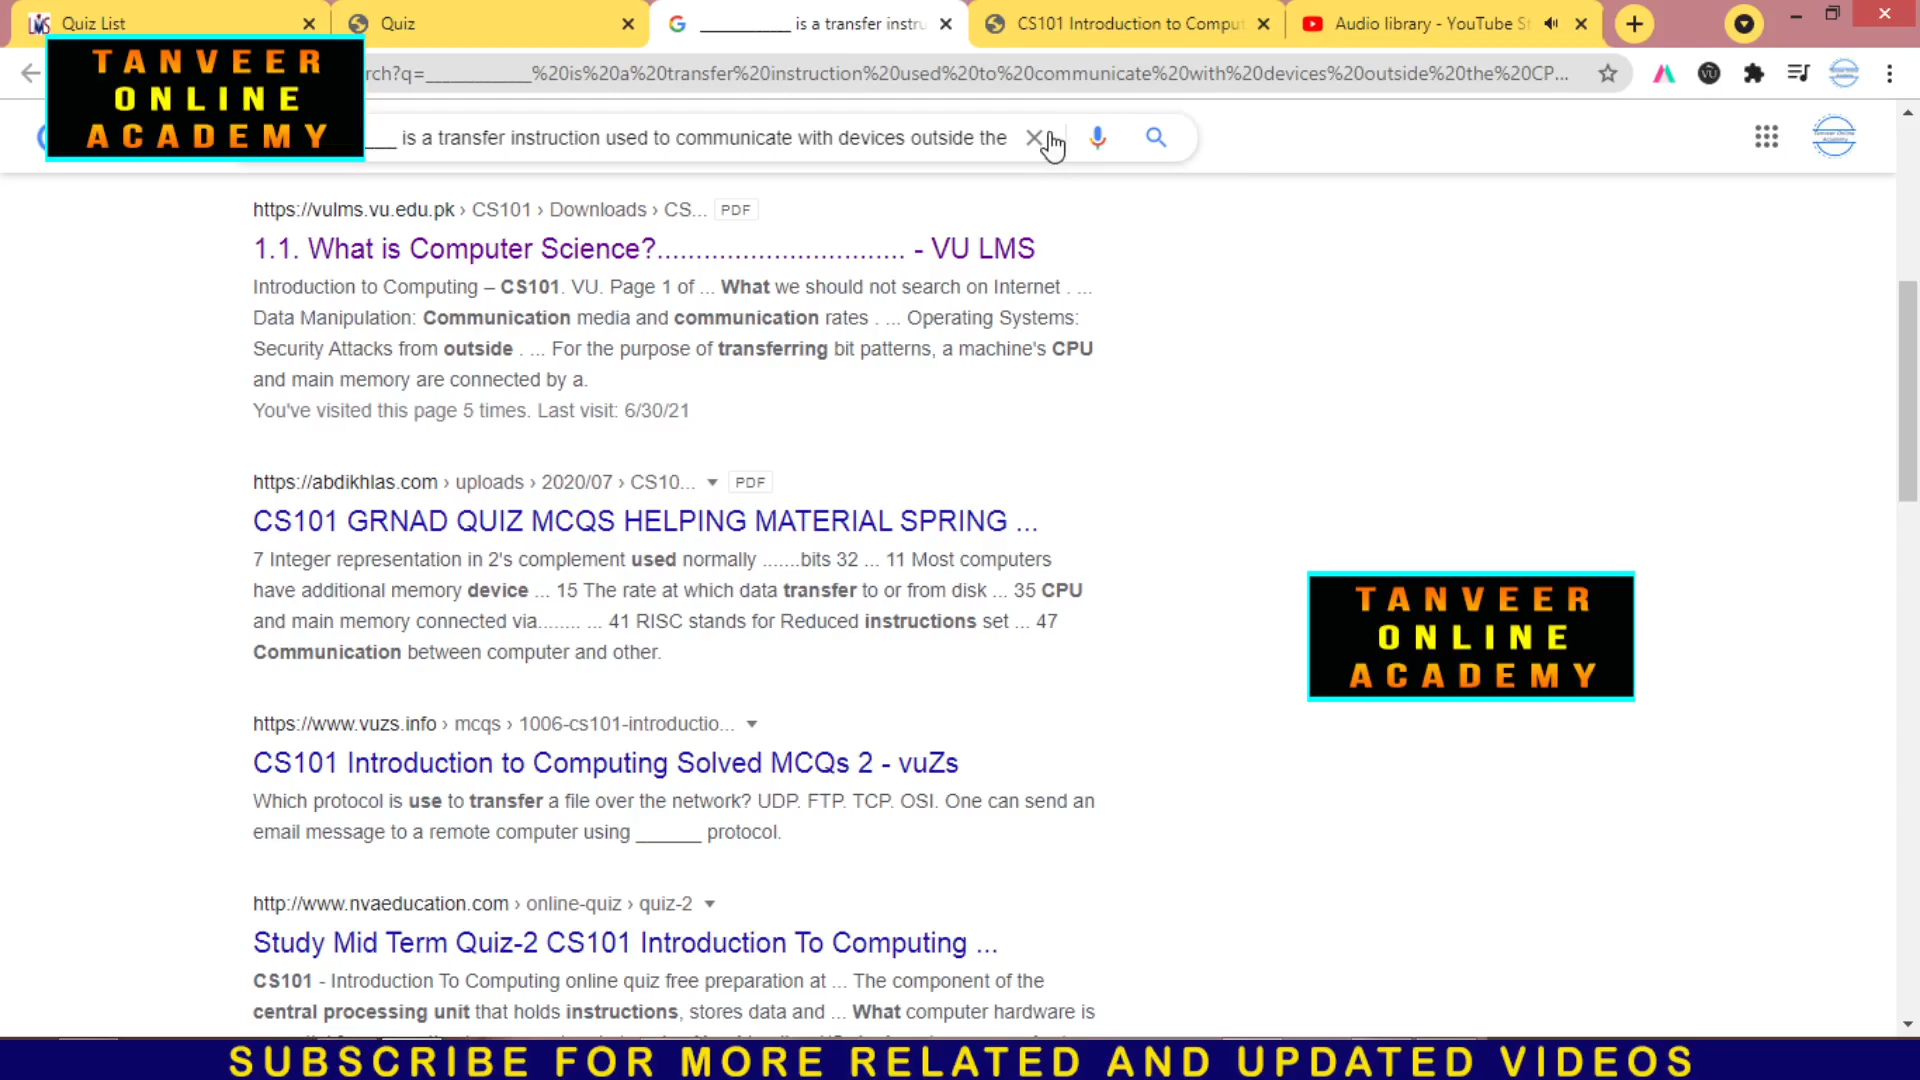 Quiz List
Quiz
____________ is a transfer instru
CS101 Introduction to Comput
Audio library - YouTube St
TANVEER
ONLINE
ACADEMY
rch?q=____________%20is%20a%20transfer%20instruction%20used%20to%20communicate%20with%20devices%20outside%20the%20CP...
___ is a transfer instruction used to communicate with devices outside the
https://vulms.vu.edu.pk › CS101 › Downloads › CS... PDF
1.1. What is Computer Science?................................ - VU LMS
Introduction to Computing – CS101. VU. Page 1 of ... What we should not search on Internet . ...
Data Manipulation: Communication media and communication rates . ... Operating Systems:
Security Attacks from outside . ... For the purpose of transferring bit patterns, a machine's CPU
and main memory are connected by a.
You've visited this page 5 times. Last visit: 6/30/21
https://abdikhlas.com › uploads › 2020/07 › CS10... PDF
CS101 GRNAD QUIZ MCQS HELPING MATERIAL SPRING ...
7 Integer representation in 2's complement used normally .......bits 32 ... 11 Most computers
have additional memory device ... 15 The rate at which data transfer to or from disk ... 35 CPU
and main memory connected via........ ... 41 RISC stands for Reduced instructions set ... 47
Communication between computer and other.
TANVEER
ONLINE
ACADEMY
https://www.vuzs.info › mcqs › 1006-cs101-introductio...
CS101 Introduction to Computing Solved MCQs 2 - vuZs
Which protocol is use to transfer a file over the network? UDP. FTP. TCP. OSI. One can send an
email message to a remote computer using ______ protocol.
http://www.nvaeducation.com › online-quiz › quiz-2
Study Mid Term Quiz-2 CS101 Introduction To Computing ...
CS101 - Introduction To Computing online quiz free preparation at ... The component of the
central processing unit that holds instructions, stores data and ... What computer hardware is
SUBSCRIBE FOR MORE RELATED AND UPDATED VIDEOS